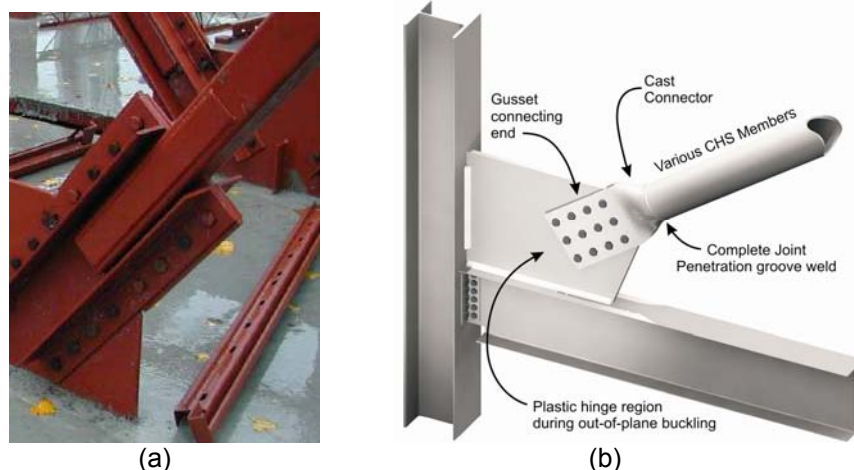 Cast
Connector
Gusset
connecting
end
Various CHS Members
Complete Joint
Penetration groove weld
Plastic hinge region
during out-of-plane buckling
(a)
(b)